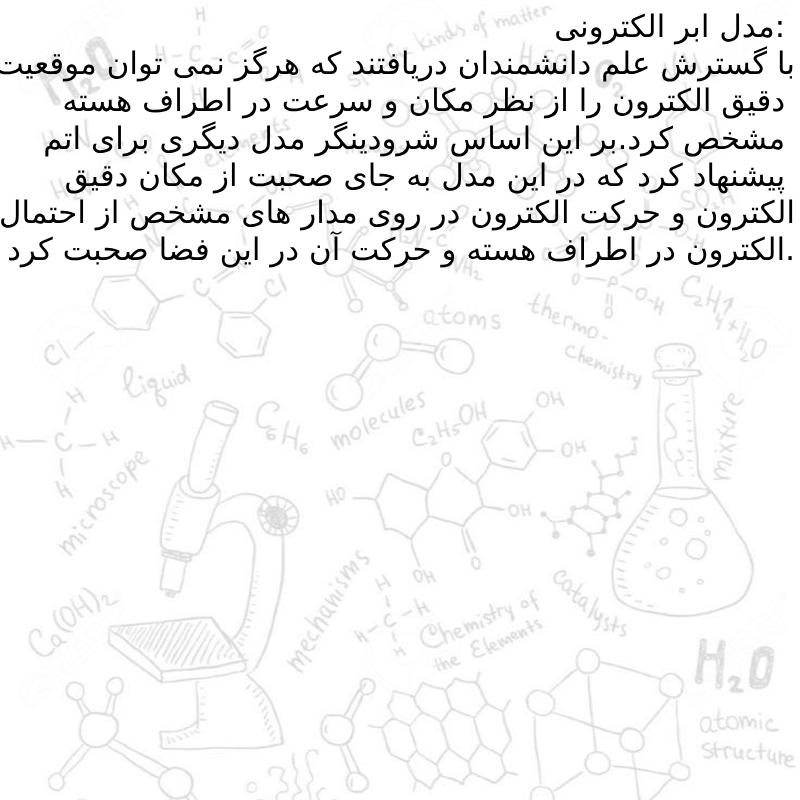 مدل ابر الکترونی:
با گسترش علم دانشمندان دریافتند که هرگز نمی توان موقعیت
دقیق الکترون را از نظر مکان و سرعت در اطراف هسته
مشخص کرد.بر این اساس شرودینگر مدل دیگری برای اتم
پیشنهاد کرد که در این مدل به جای صحبت از مکان دقیق
الکترون و حرکت الکترون در روی مدار های مشخص از احتمال
الکترون در اطراف هسته و حرکت آن در این فضا صحبت کرد.
kinds of matter
H₂O
elements
atoms
thermo-
chemistry
C₂H₄ + H₂O
liquid
C₆H₆
molecules
C₂H₅OH
mixture
microscope
mechanisms
Ca(OH)₂
catalysts
Chemistry of
the Elements
H₂O
atomic
structure